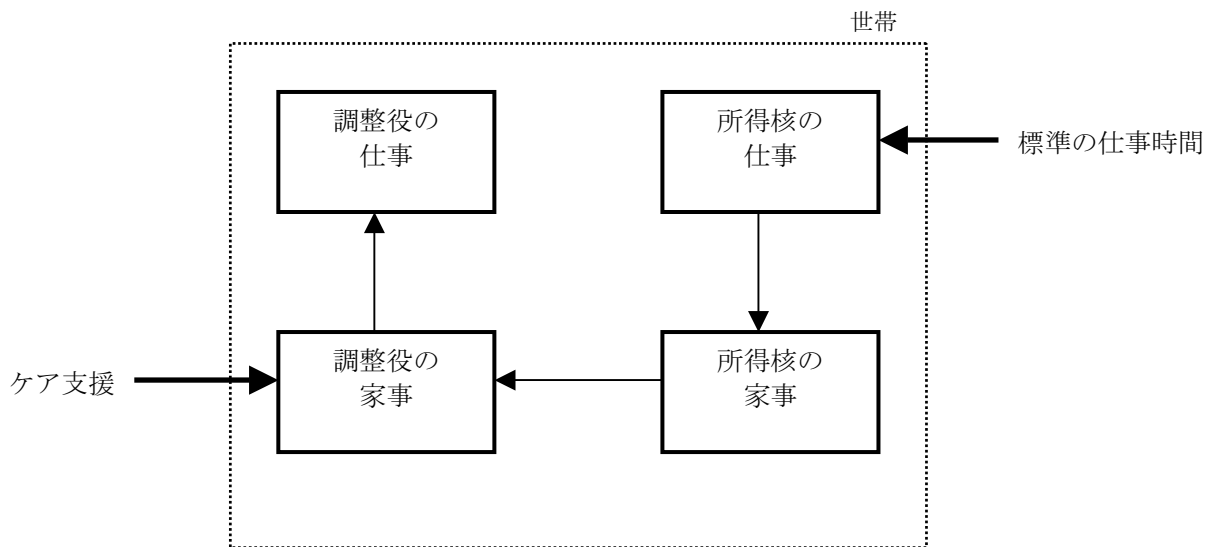 世帯
調整役の
仕事
所得核の
仕事
標準の仕事時間
ケア支援
調整役の
家事
所得核の
家事